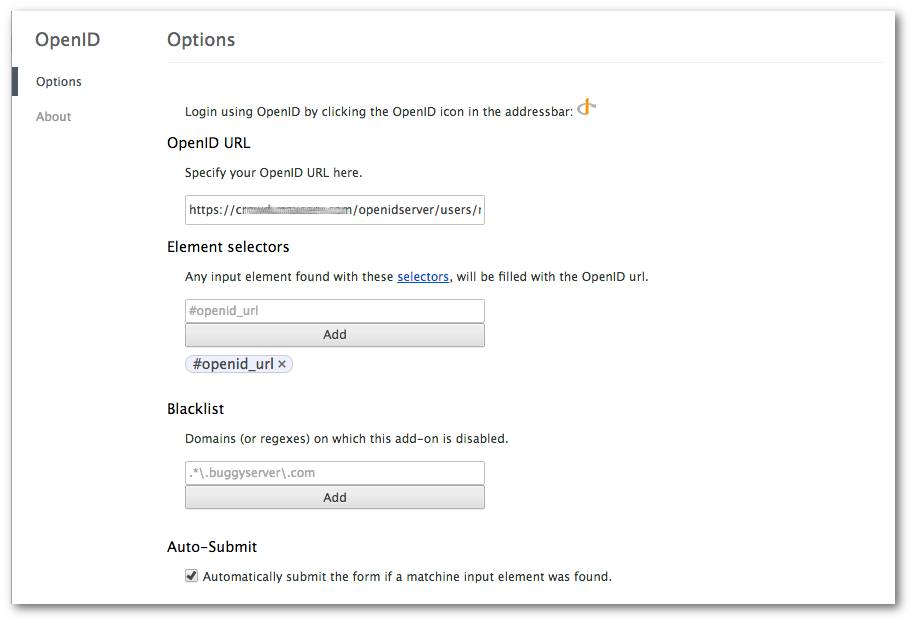 OpenID
Options
Options
About
Login using OpenID by clicking the OpenID icon in the addressbar:
OpenID URL
Specify your OpenID URL here.
https://cr m/openidserver/users/
Element selectors
Any input element found with these selectors, will be filled with the OpenID url.
#openid_url
Add
#openid_url ×
Blacklist
Domains (or regexes) on which this add-on is disabled.
.*\.buggyserver\.com
Add
Auto-Submit
Automatically submit the form if a matchine input element was found.